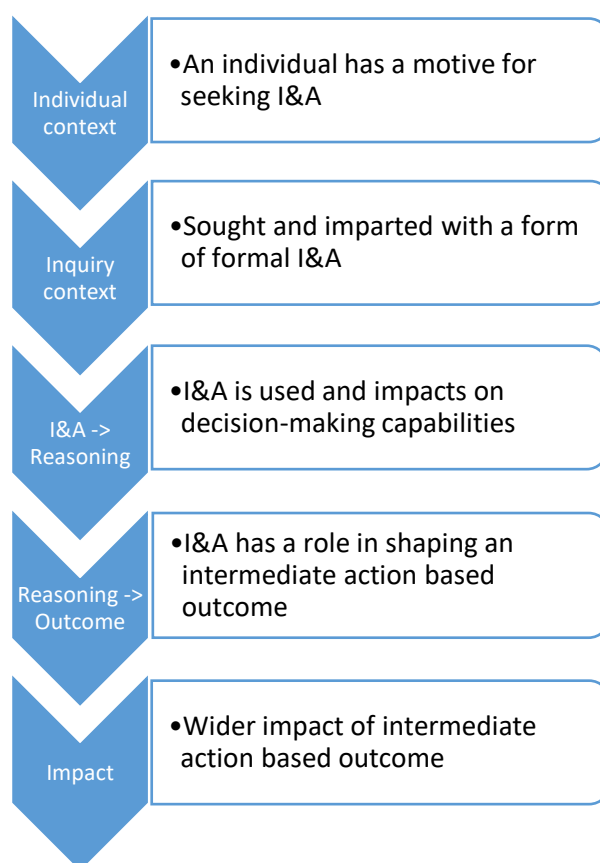 Individual
context
•An individual has a motive for
seeking I&A
Inquiry
context
•Sought and imparted with a form
of formal I&A
I&A ->
Reasoning
•I&A is used and impacts on
decision-making capabilities
Reasoning ->
Outcome
•I&A has a role in shaping an
intermediate action based
outcome
Impact
•Wider impact of intermediate
action based outcome